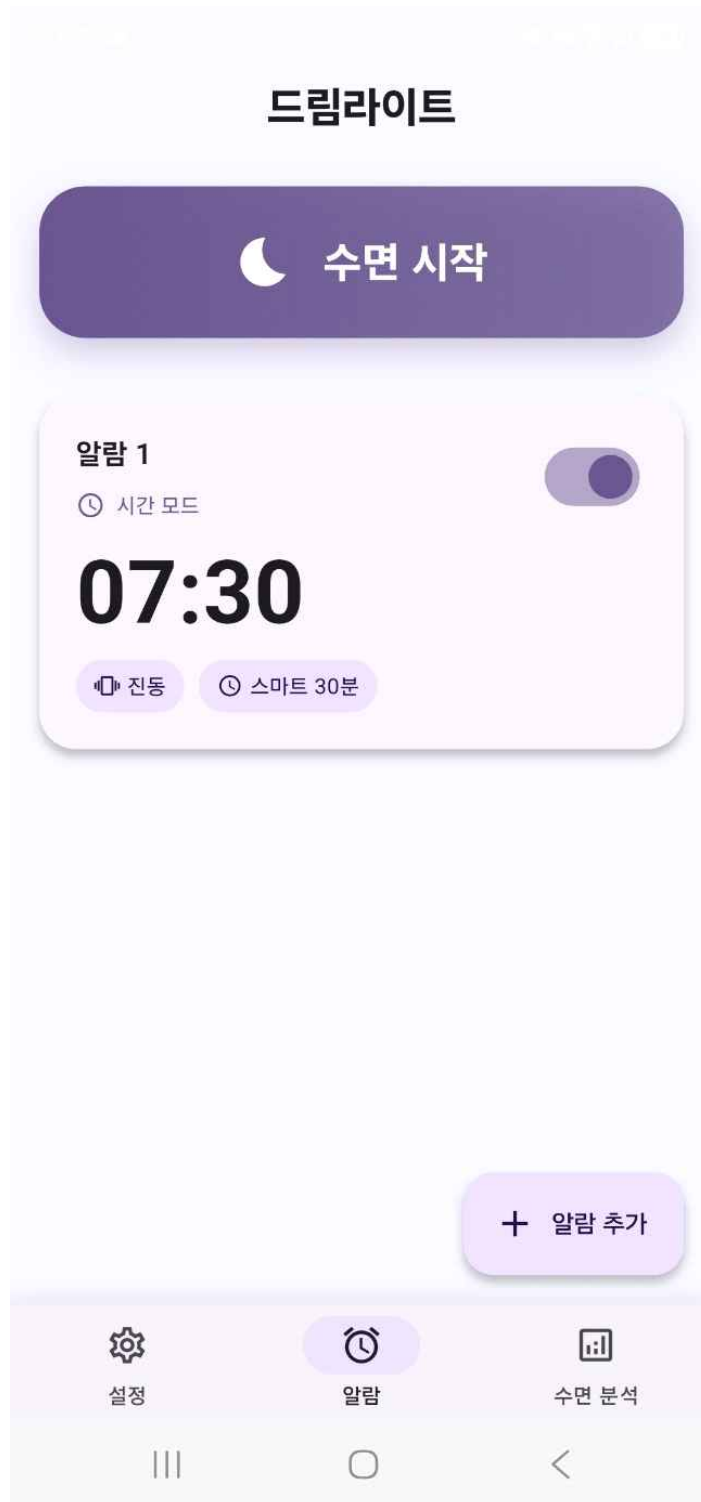 드림라이트
수면 시작
알람 1
시간 모드
07:30
진동 스마트 30분
알람 추가
설정 알람 수면 분석